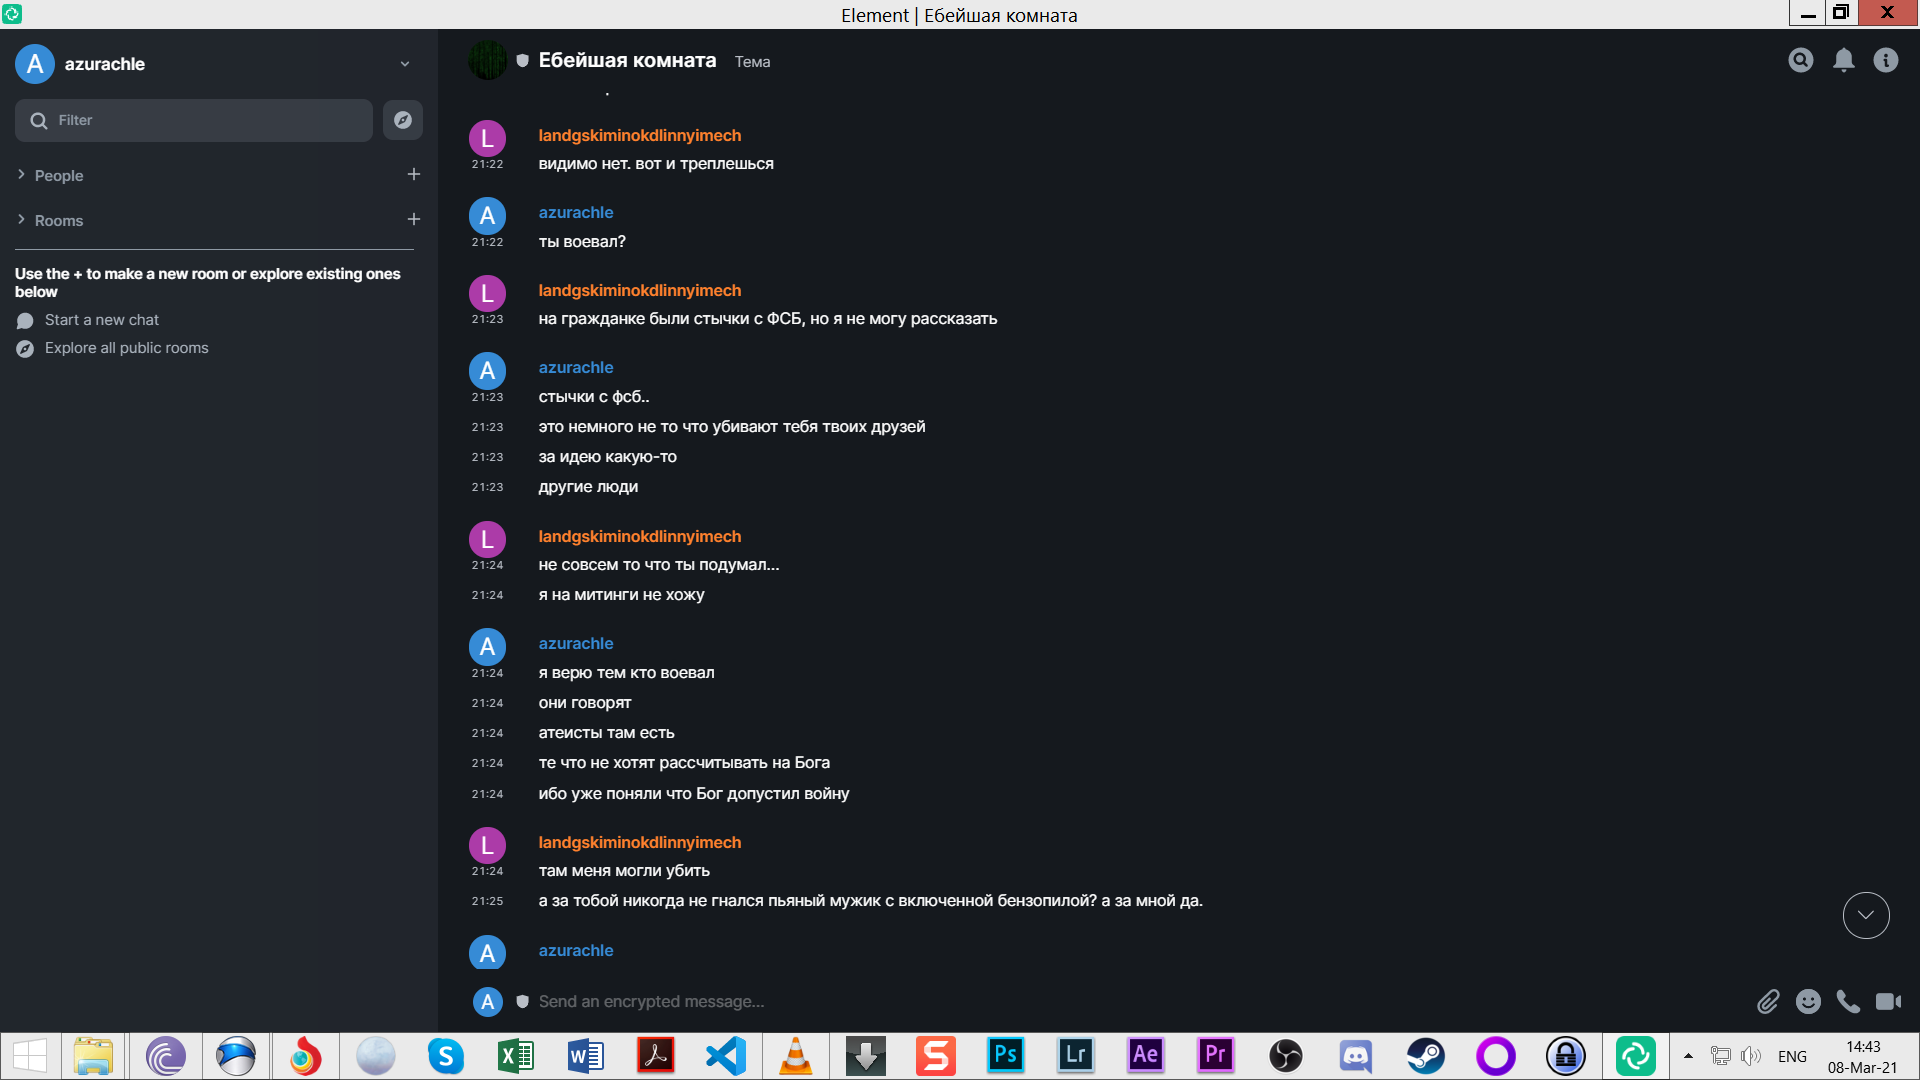 Element | Ебейшая комната
A
azurachle
Filter
People
Rooms
Use the + to make a new room or explore existing ones
below
Start a new chat
Explore all public rooms
Ебейшая комната Тема
L
landgskiminokdlinnyimech
21:22 видимо нет. вот и треплешься
A
azurachle
21:22 ты воевал?
L
landgskiminokdlinnyimech
21:23 на гражданке были стычки с ФСБ, но я не могу рассказать
A
azurachle
21:23 стычки с фсб..
21:23 это немного не то что убивают тебя твоих друзей
21:23 за идею какую-то
21:23 другие люди
L
landgskiminokdlinnyimech
21:24 не совсем то что ты подумал...
21:24 я на митинги не хожу
A
azurachle
21:24 я верю тем кто воевал
21:24 они говорят
21:24 атеисты там есть
21:24 те что не хотят рассчитывать на Бога
21:24 ибо уже поняли что Бог допустил войну
L
landgskiminokdlinnyimech
21:24 там меня могли убить
21:25 а за тобой никогда не гнался пьяный мужик с включенной бензопилой? а за мной да.
A
azurachle
A
Send an encrypted message...
S
X
W
S
Ps
Lr
Ae
Pr
ENG
14:43
08-Mar-21